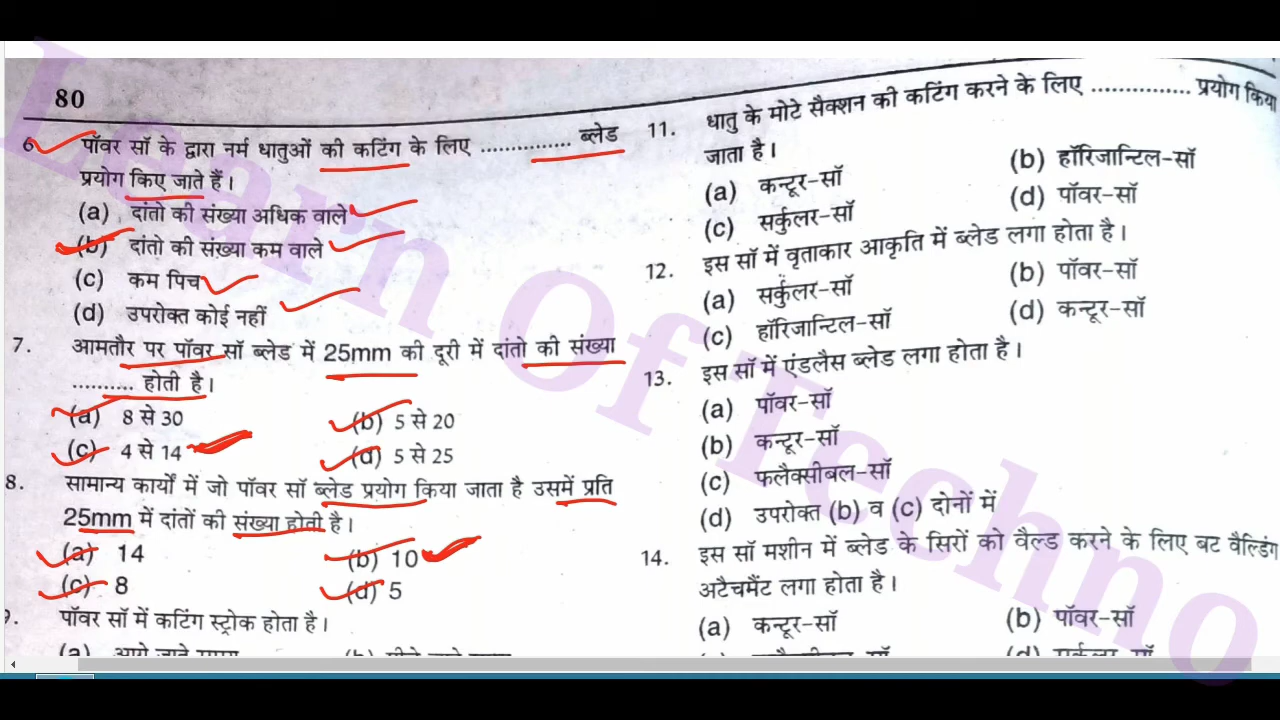 80
6. पॉवर सॉ के द्वारा नर्म धातुओं की कटिंग के लिए ............... ब्लेड
प्रयोग किए जाते हैं।
(a) दांतो की संख्या अधिक वाले
(b) दांतो की संख्या कम वाले
(c) कम पिच
(d) उपरोक्त कोई नहीं
7. आमतौर पर पॉवर सॉ ब्लेड में 25mm की दूरी में दांतो की संख्या
.......... होती है।
(a) 8 से 30 (b) 5 से 20
(c) 4 से 14 (d) 5 से 25
8. सामान्य कार्यों में जो पॉवर सॉ ब्लेड प्रयोग किया जाता है उसमें प्रति
25mm में दांतों की संख्या होती है।
(a) 14 (b) 10
(c) 8 (d) 5
9. पॉवर सॉ में कटिंग स्ट्रोक होता है।
11. धातु के मोटे सैक्शन की कटिंग करने के लिए ............... प्रयोग किया
जाता है।
(a) कन्टूर-सॉ (b) हॉरिजान्टिल-सॉ
(c) सर्कुलर-सॉ (d) पॉवर-सॉ
12. इस सॉ में वृताकार आकृति में ब्लेड लगा होता है।
(a) सर्कुलर-सॉ (b) पॉवर-सॉ
(c) हॉरिजान्टिल-सॉ (d) कन्टूर-सॉ
13. इस सॉ में एंडलैस ब्लेड लगा होता है।
(a) पॉवर-सॉ
(b) कन्टूर-सॉ
(c) फलैक्सीबल-सॉ
(d) उपरोक्त (b) व (c) दोनों में
14. इस सॉ मशीन में ब्लेड के सिरों को वैल्ड करने के लिए बट वैल्डिंग
अटैचमैंट लगा होता है।
(a) कन्टूर-सॉ (b) पॉवर-सॉ
Learn Of Techno